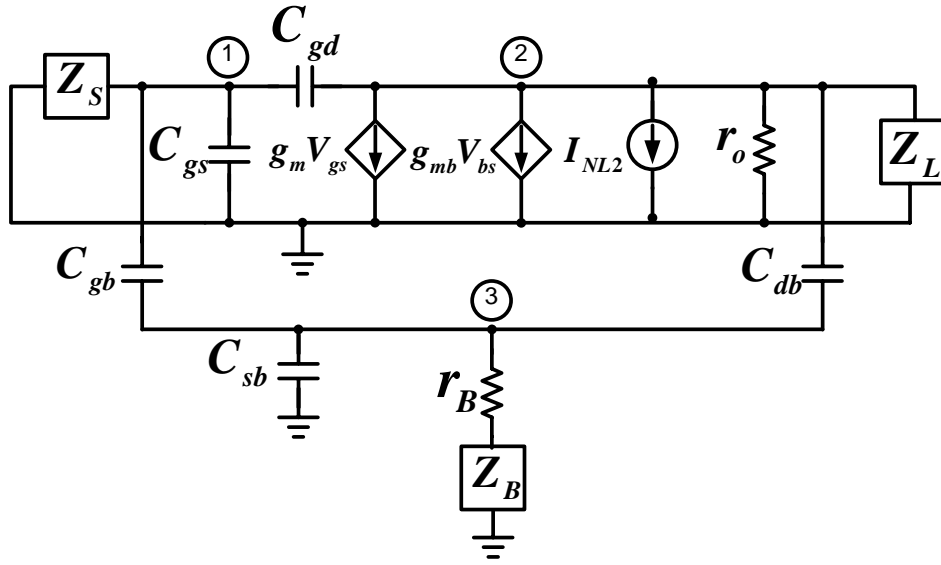 C_gd
1
2
Z_S
C_gs
g_m V_gs
g_mb V_bs
I_NL2
r_o
Z_L
C_gb
C_db
3
C_sb
r_B
Z_B